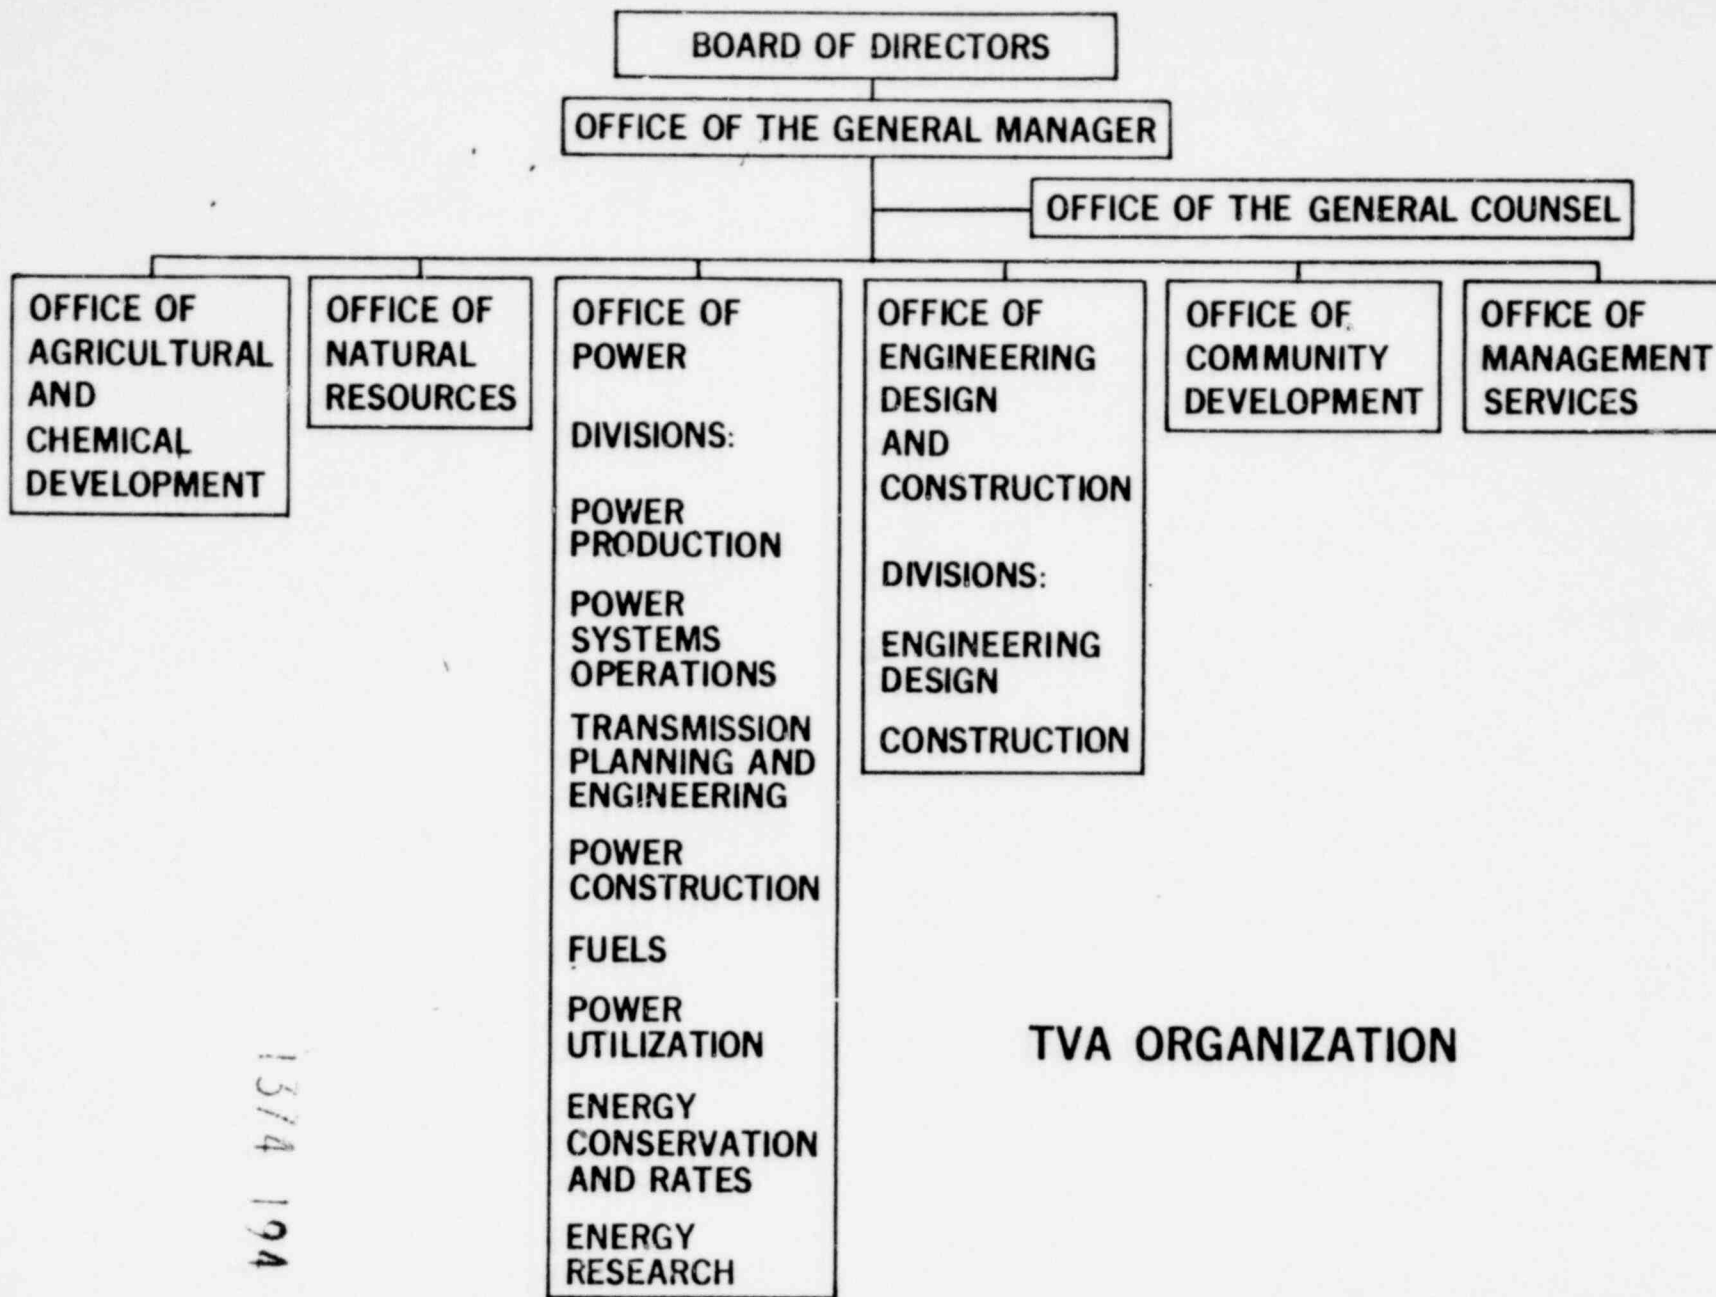 BOARD OF DIRECTORS
OFFICE OF THE GENERAL MANAGER
OFFICE OF THE GENERAL COUNSEL
OFFICE OF
AGRICULTURAL
AND
CHEMICAL
DEVELOPMENT
OFFICE OF
NATURAL
RESOURCES
OFFICE OF
POWER
DIVISIONS:
POWER
PRODUCTION
POWER
SYSTEMS
OPERATIONS
TRANSMISSION
PLANNING AND
ENGINEERING
POWER
CONSTRUCTION
FUELS
POWER
UTILIZATION
ENERGY
CONSERVATION
AND RATES
ENERGY
RESEARCH
OFFICE OF
ENGINEERING
DESIGN
AND
CONSTRUCTION
DIVISIONS:
ENGINEERING
DESIGN
CONSTRUCTION
OFFICE OF
COMMUNITY
DEVELOPMENT
OFFICE OF
MANAGEMENT
SERVICES
TVA ORGANIZATION
1374 194